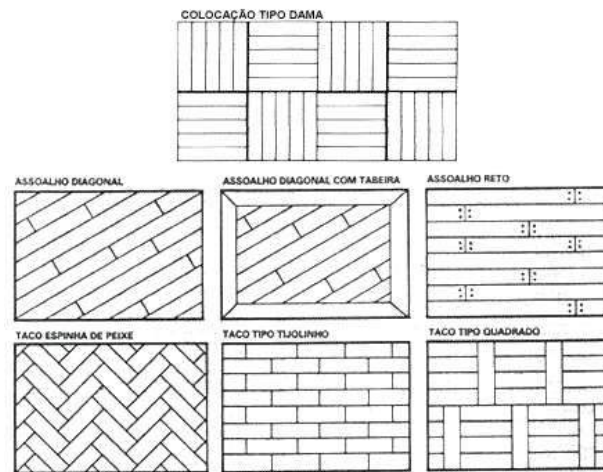 COLOCAÇÃO TIPO DAMA
ASSOALHO DIAGONAL
ASSOALHO DIAGONAL COM TABEIRA
ASSOALHO RETO
TACO ESPINHA DE PEIXE
TACO TIPO TIJOLINHO
TACO TIPO QUADRADO